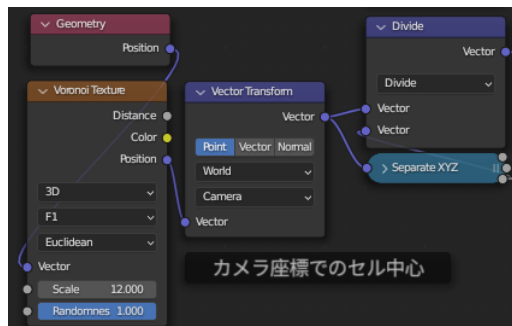 Geometry
Position
Voronoi Texture
Distance
Color
Position
3D
F1
Euclidean
Vector
Scale 12.000
Randomnes 1.000
Vector Transform
Vector
Point Vector Normal
World
Camera
Vector
Divide
Vector
Divide
Vector
Vector
Separate XYZ
カメラ座標でのセル中心